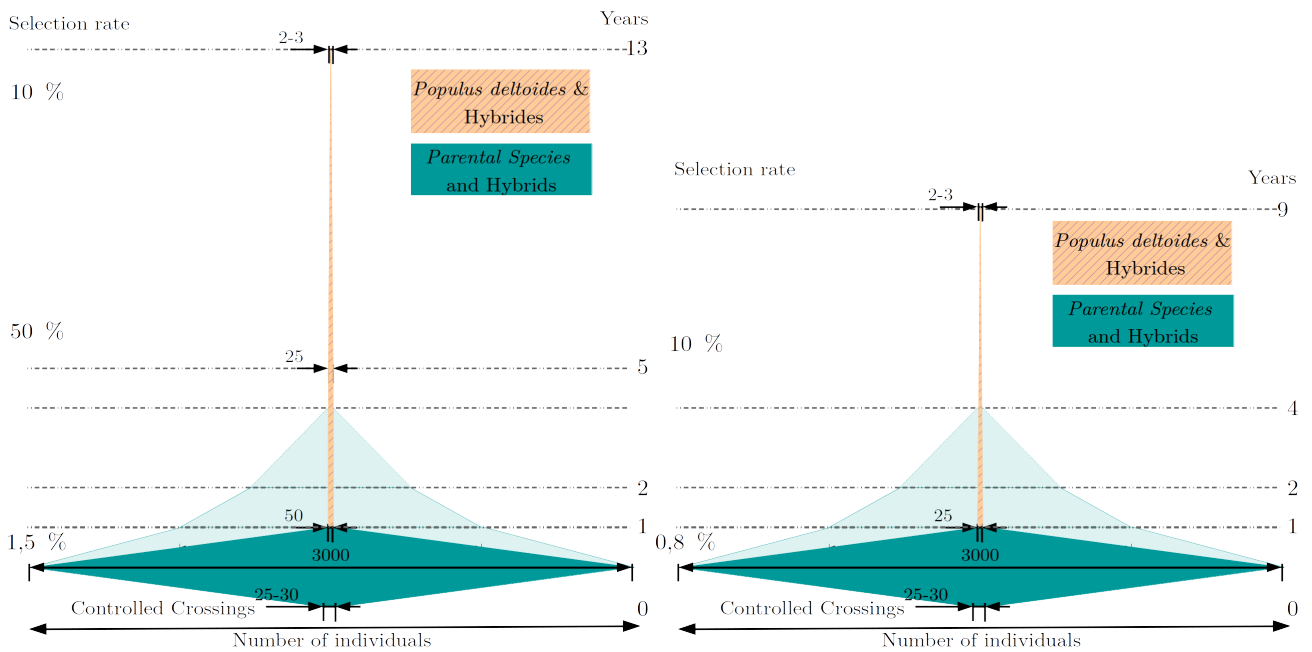 Selection rate
Years
2-3
13
10 %
Populus deltoides &
Hybrides
Parental Species
and Hybrids
50 %
25
5
2
50
1
1,5 %
3000
25-30
Controlled Crossings
0
Number of individuals
Selection rate
Years
2-3
9
Populus deltoides &
Hybrides
Parental Species
and Hybrids
10 %
4
2
25
1
0,8 %
3000
25-30
Controlled Crossings
0
Number of individuals